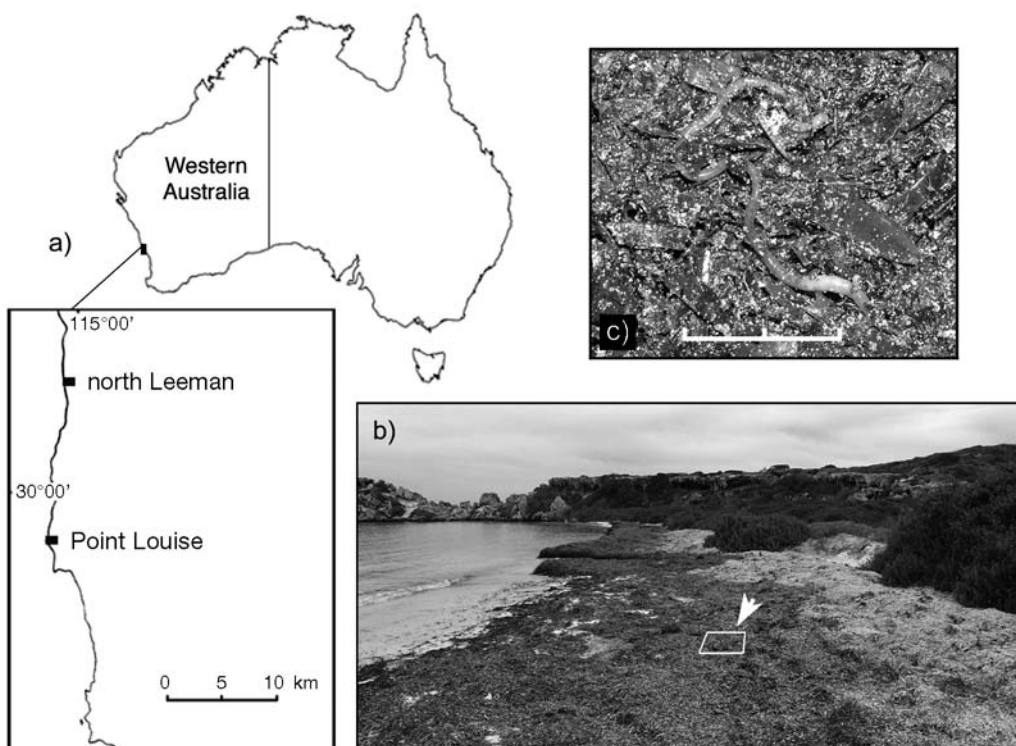 Western
Australia
a)
115°00'
north Leeman
30°00'
Point Louise
0 5 10 km
c)
b)